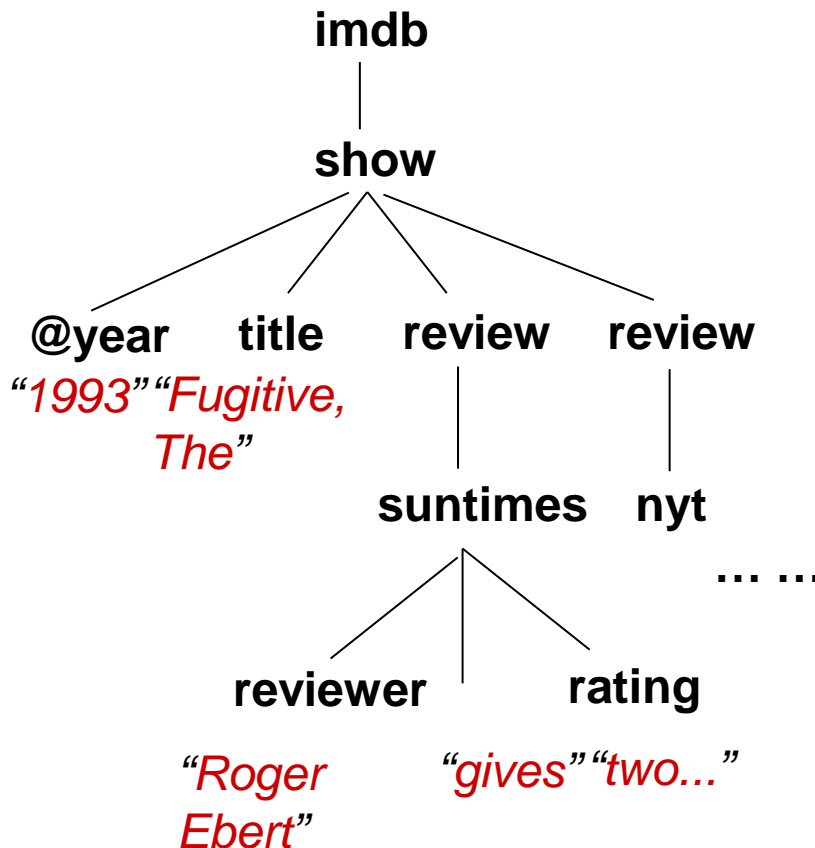 imdb
show
@year title review review
“1993” “Fugitive,
The”
suntimes nyt
... ...
reviewer rating
“Roger “gives” “two...”
Ebert”